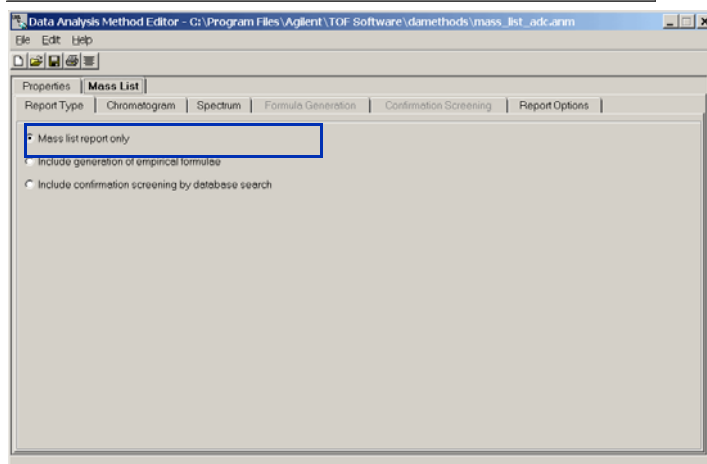 Data Analysis Method Editor - C:\Program Files\Agilent\TOF Software\damethods\mass_list_adc.anm
File Edit Help
Properties Mass List
Report Type Chromatogram Spectrum Formula Generation Confirmation Screening Report Options
Mass list report only
Include generation of empirical formulae
Include confirmation screening by database search